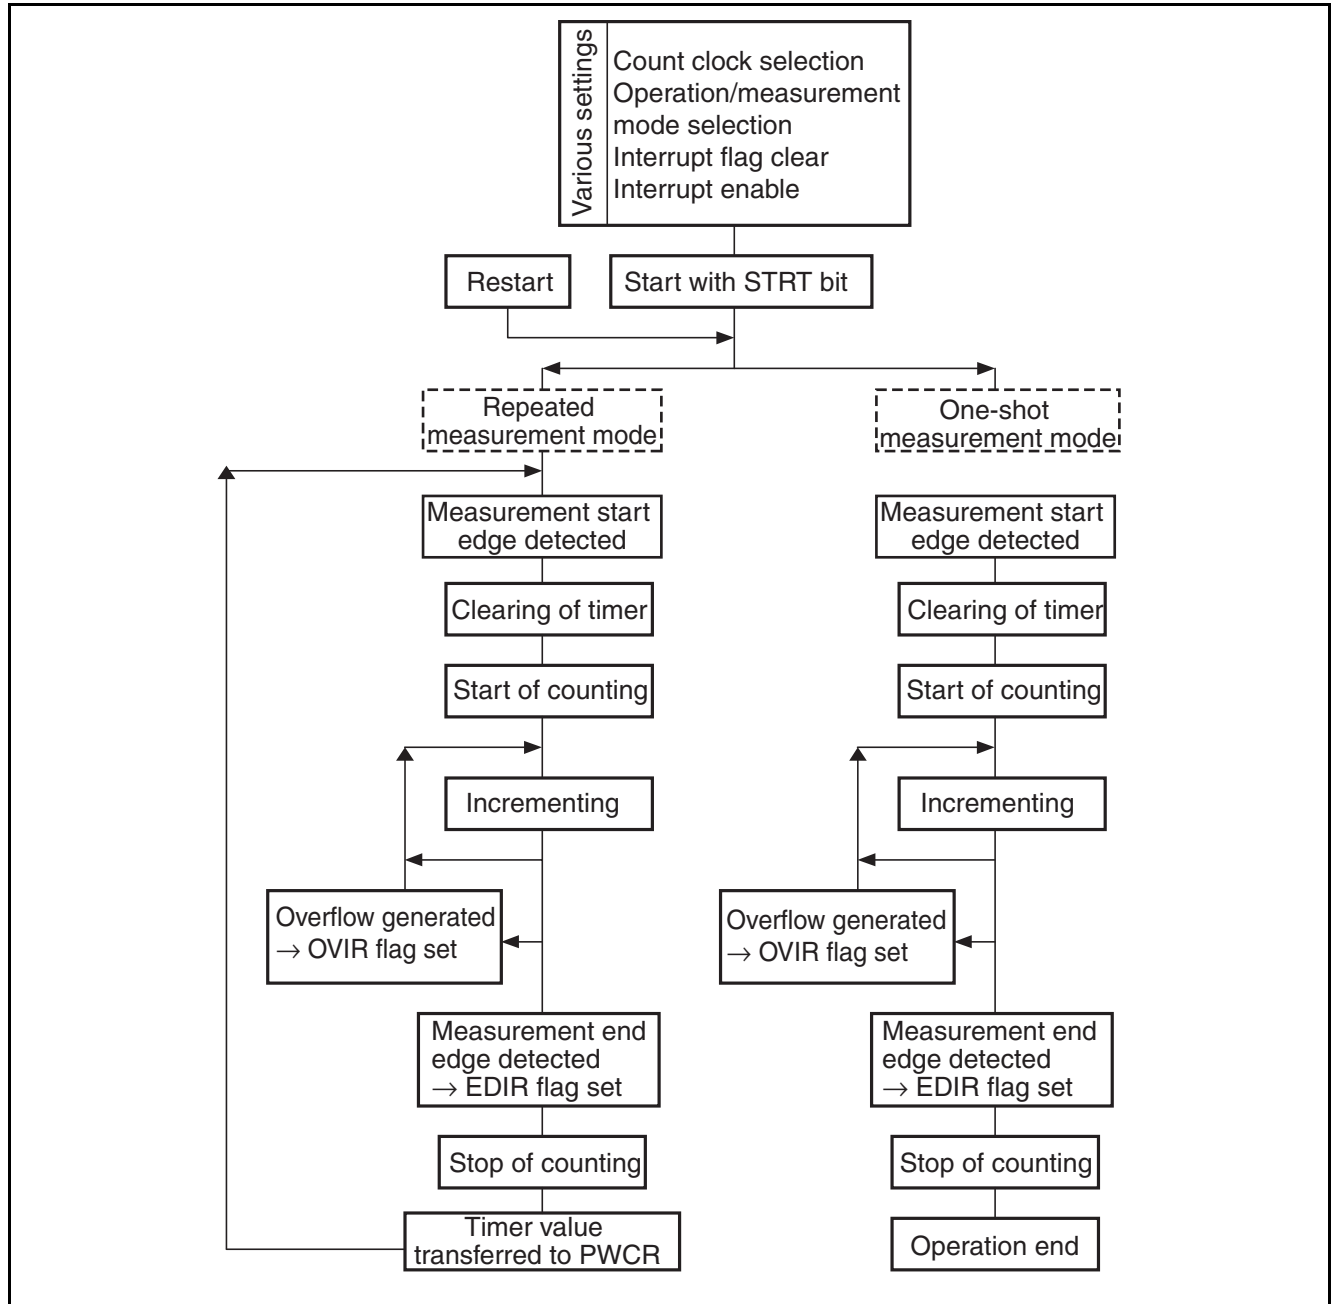 Various settings
Count clock selection
Operation/measurement
mode selection
Interrupt flag clear
Interrupt enable
Restart
Start with STRT bit
Repeated
measurement mode
One-shot
measurement mode
Measurement start
edge detected
Measurement start
edge detected
Clearing of timer
Clearing of timer
Start of counting
Start of counting
Incrementing
Incrementing
Overflow generated
→ OVIR flag set
Overflow generated
→ OVIR flag set
Measurement end
edge detected
→ EDIR flag set
Measurement end
edge detected
→ EDIR flag set
Stop of counting
Stop of counting
Timer value
transferred to PWCR
Operation end